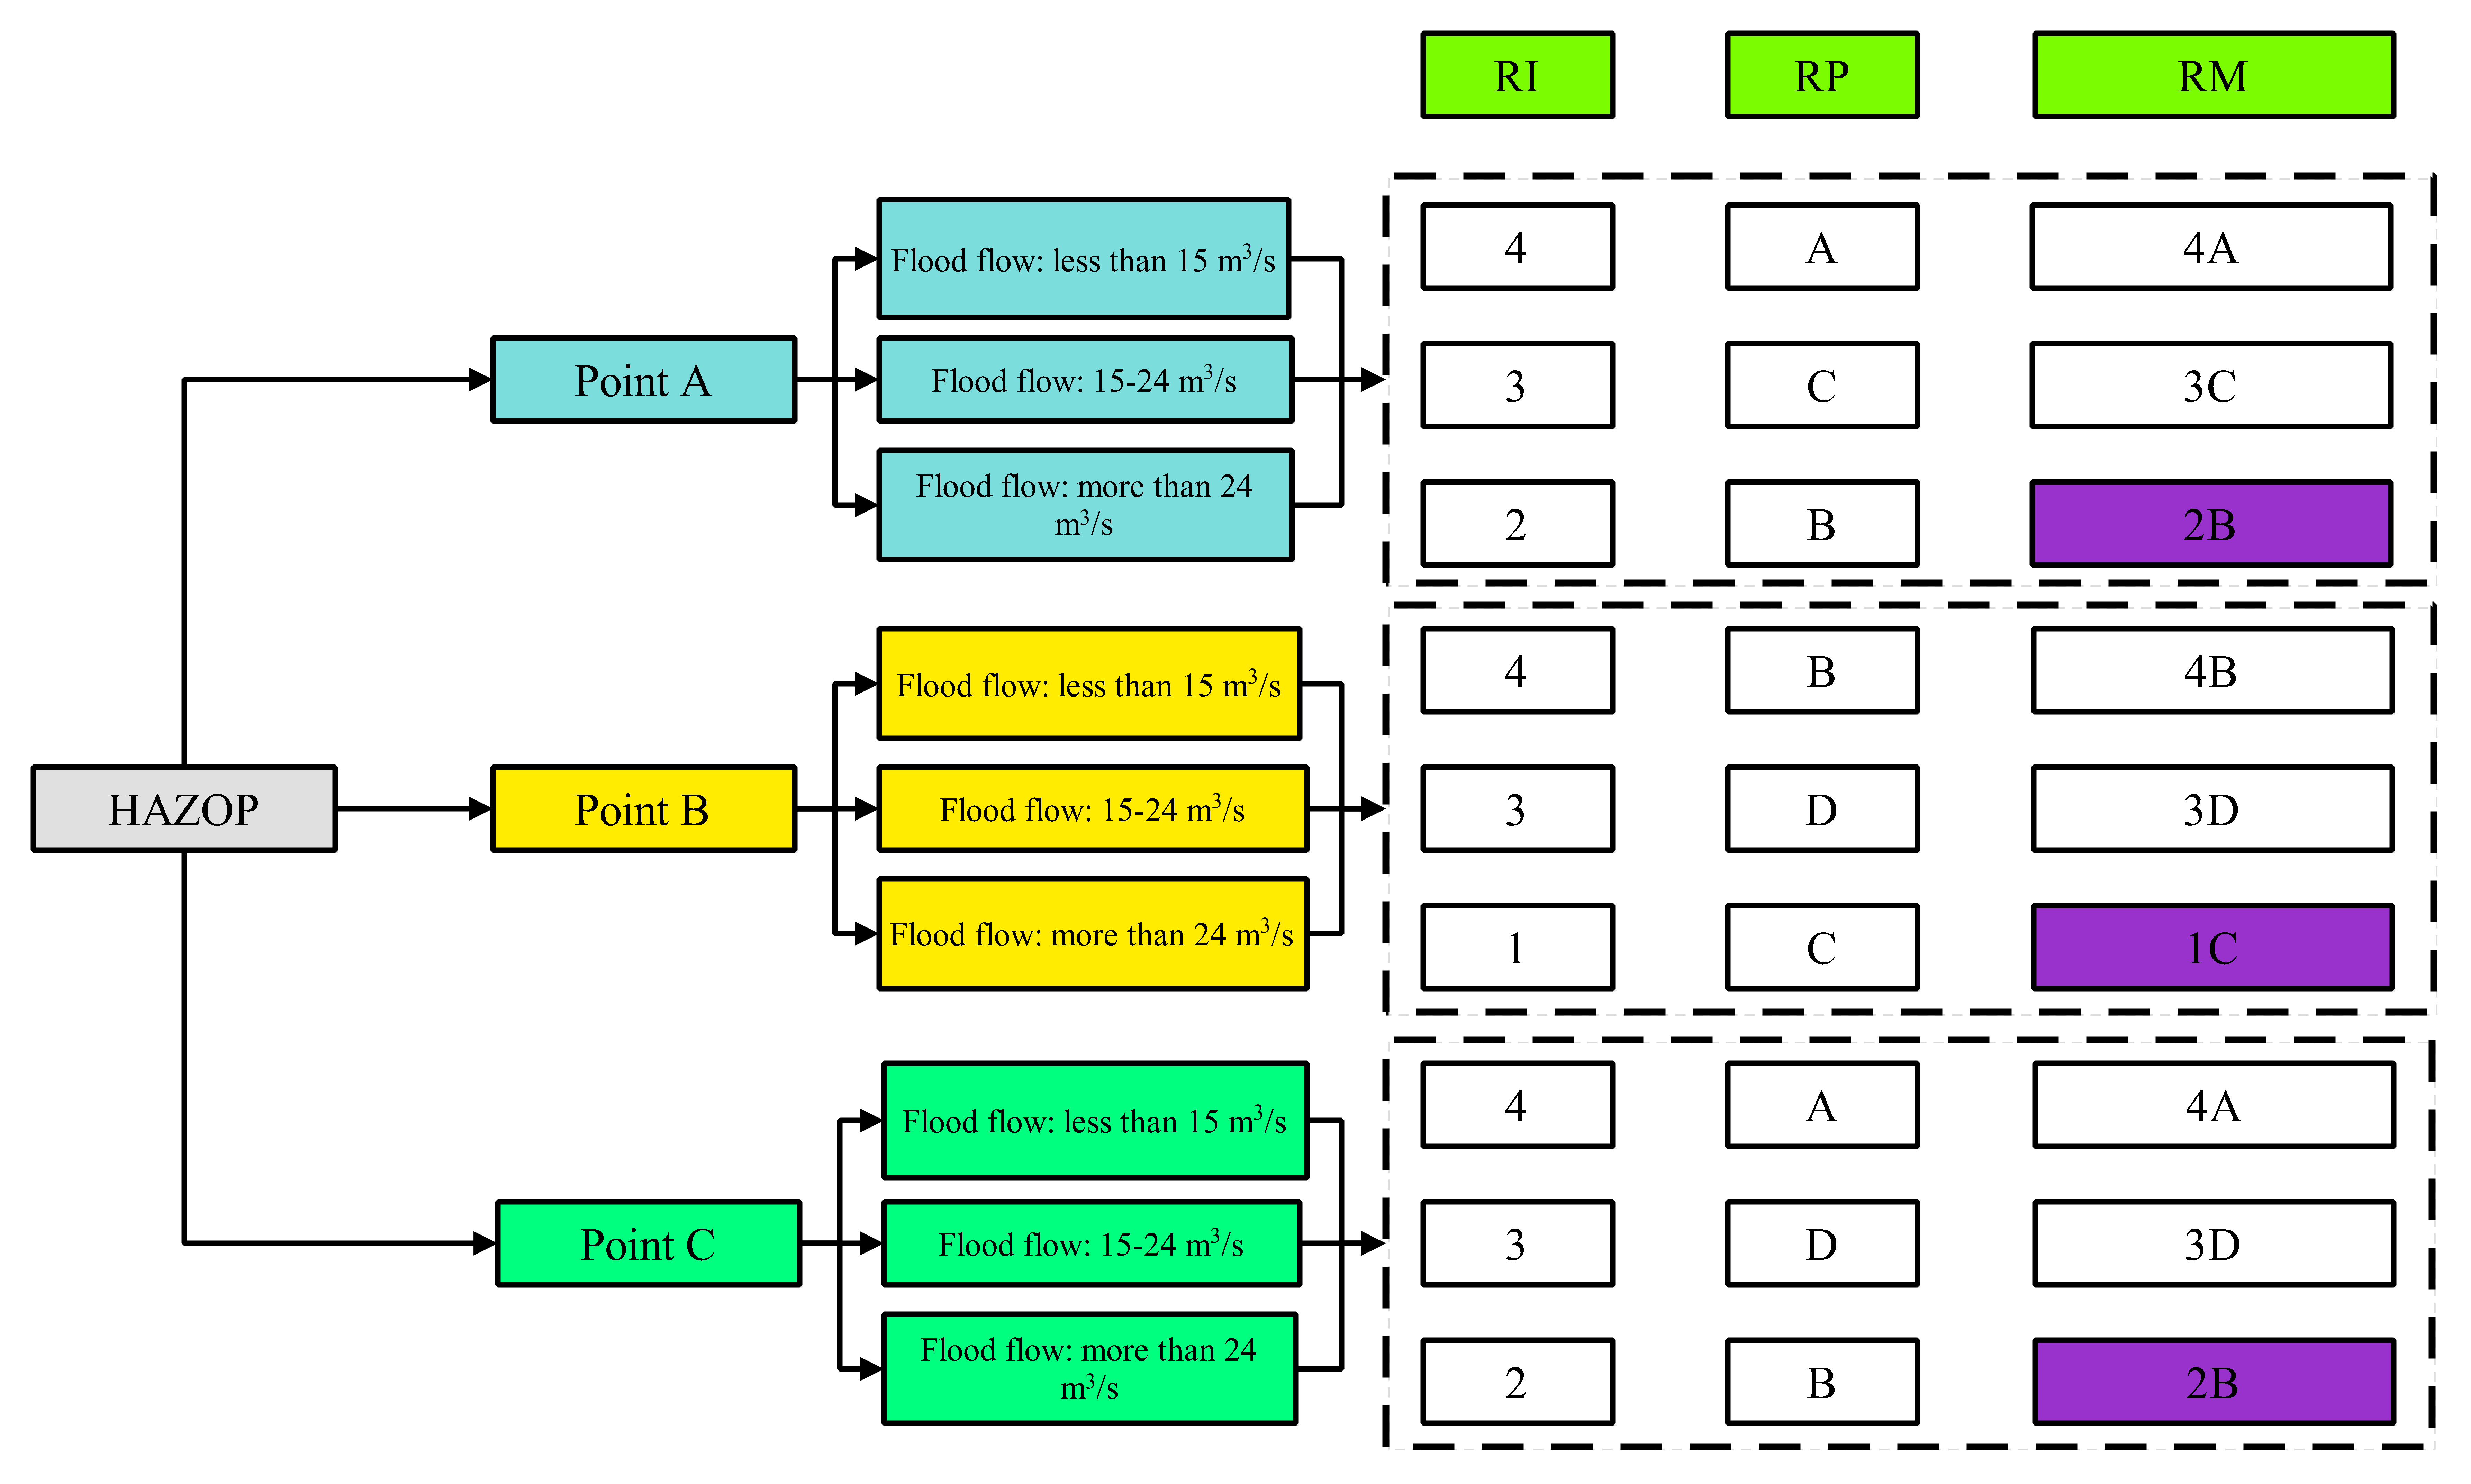 RI
RP
RM
Flood flow: less than 15 m³/s
4
A
4A
Point A
Flood flow: 15-24 m³/s
3
C
3C
Flood flow: more than 24
m³/s
2
B
2B
Flood flow: less than 15 m³/s
4
B
4B
HAZOP
Point B
Flood flow: 15-24 m³/s
3
D
3D
Flood flow: more than 24 m³/s
1
C
1C
Flood flow: less than 15 m³/s
4
A
4A
Point C
Flood flow: 15-24 m³/s
3
D
3D
Flood flow: more than 24
m³/s
2
B
2B